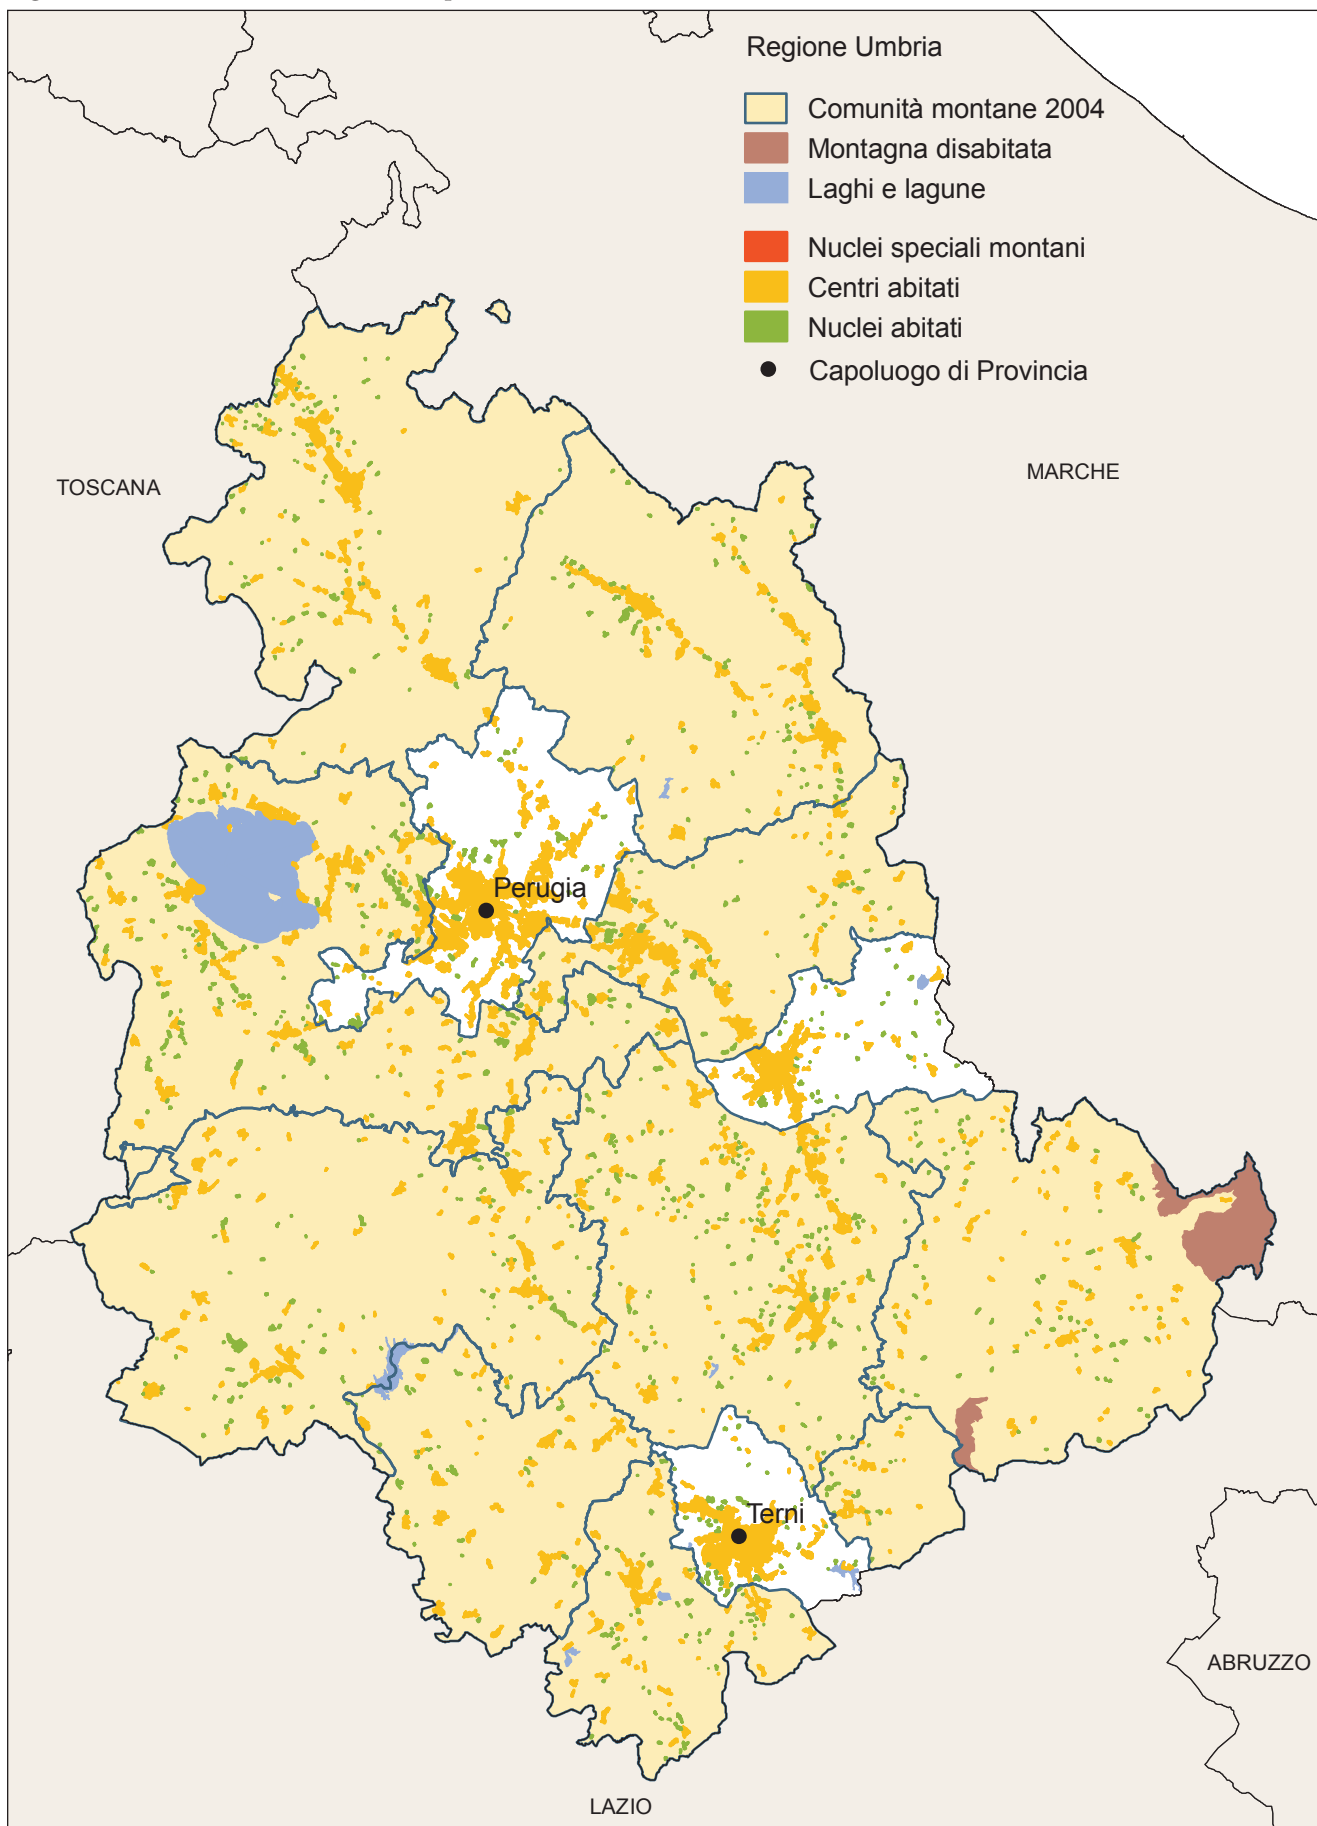 Regione Umbria
Comunità montane 2004
Montagna disabitata
Laghi e lagune
Nuclei speciali montani
Centri abitati
Nuclei abitati
Capoluogo di Provincia
TOSCANA
MARCHE
Perugia
Terni
ABRUZZO
LAZIO